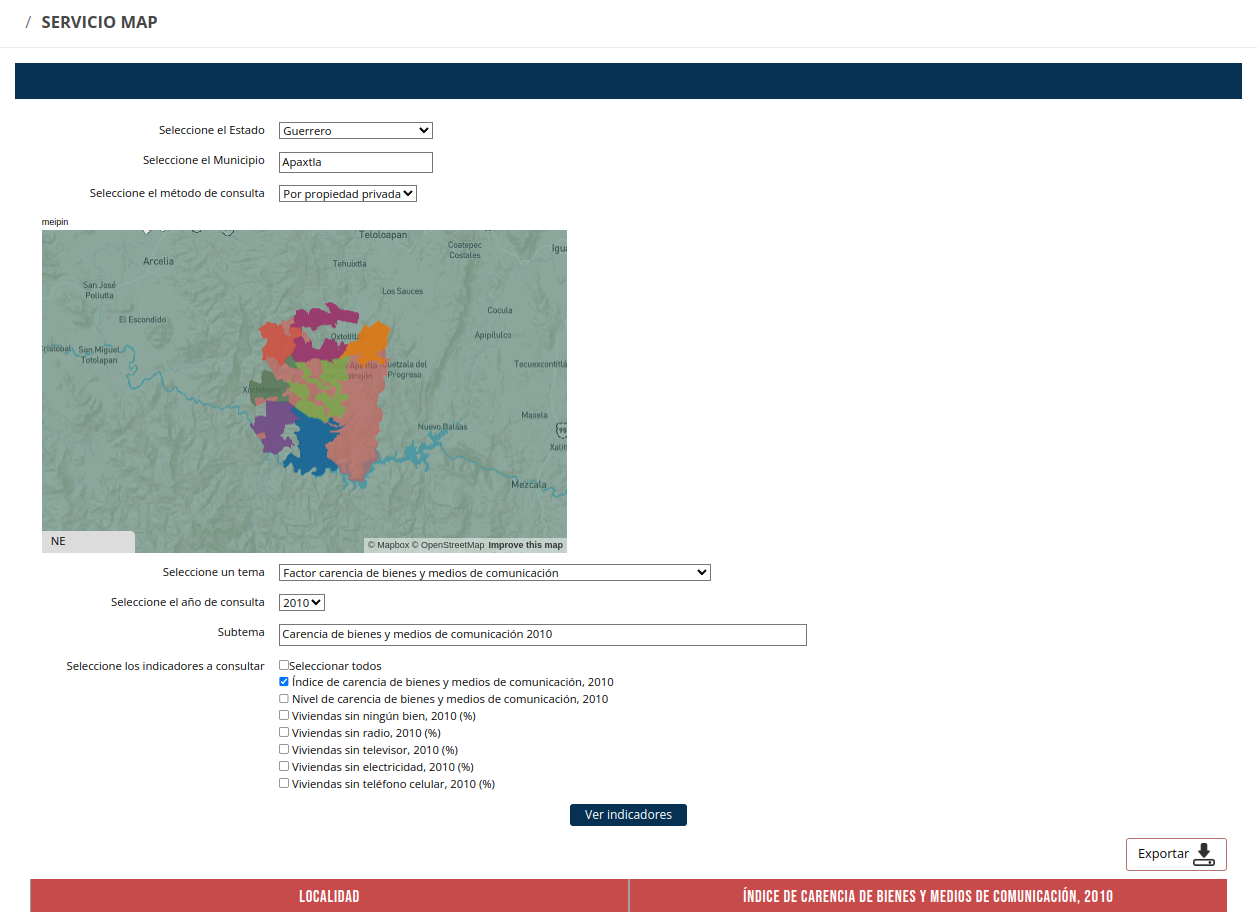 / SERVICIO MAP
Seleccione el Estado Guerrero
Seleccione el Municipio Apaxtla
Seleccione el método de consulta Por propiedad privada
meipin
Teloloapan
Coatepec
Costales
Igua
Arcelia
Tehuixtla
San José
Poliutla
Los Sauces
Cocula
El Escondido
Apipilulco
Oxtotitlá
ristóbal
San Miguel
Totolapan
Cuetzala del
Progreso
Tecuexcontitlá
Maxela
Nuevo Balsas
95
Xalit
Mezcala
NE
© Mapbox © OpenStreetMap Improve this map
Seleccione un tema Factor carencia de bienes y medios de comunicación
Seleccione el año de consulta 2010
Subtema Carencia de bienes y medios de comunicación 2010
Seleccione los indicadores a consultar Seleccionar todos
Índice de carencia de bienes y medios de comunicación, 2010
Nivel de carencia de bienes y medios de comunicación, 2010
Viviendas sin ningún bien, 2010 (%)
Viviendas sin radio, 2010 (%)
Viviendas sin televisor, 2010 (%)
Viviendas sin electricidad, 2010 (%)
Viviendas sin teléfono celular, 2010 (%)
Ver indicadores
Exportar
LOCALIDAD ÍNDICE DE CARENCIA DE BIENES Y MEDIOS DE COMUNICACIÓN, 2010